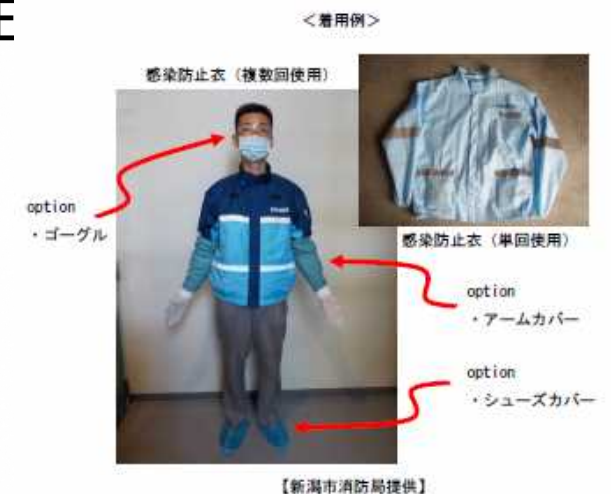 ＜着用例＞
感染防止衣（複数回使用）
option
・ゴーグル
感染防止衣（単回使用）
option
・アームカバー
option
・シューズカバー
【新潟市消防局提供】